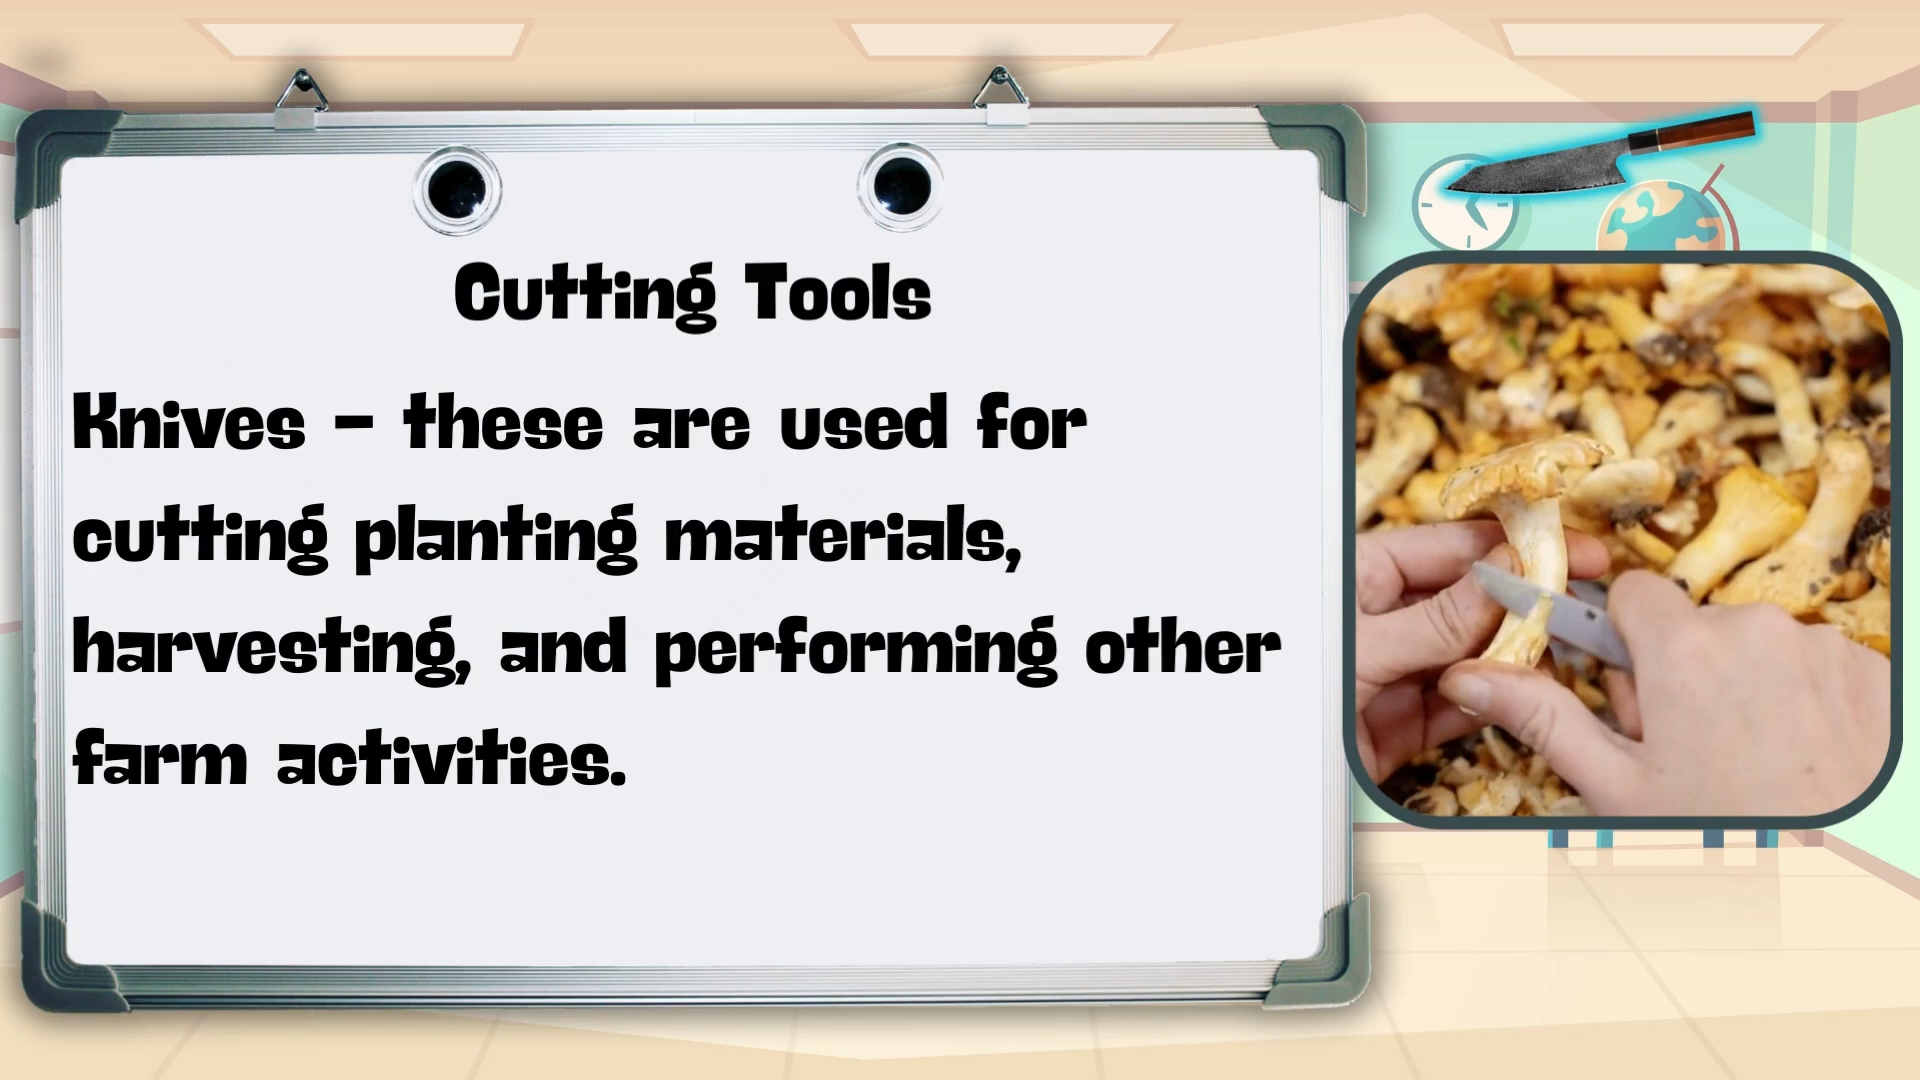 Cutting Tools
Knives - these are used for
cutting planting materials,
harvesting, and performing other
farm activities.